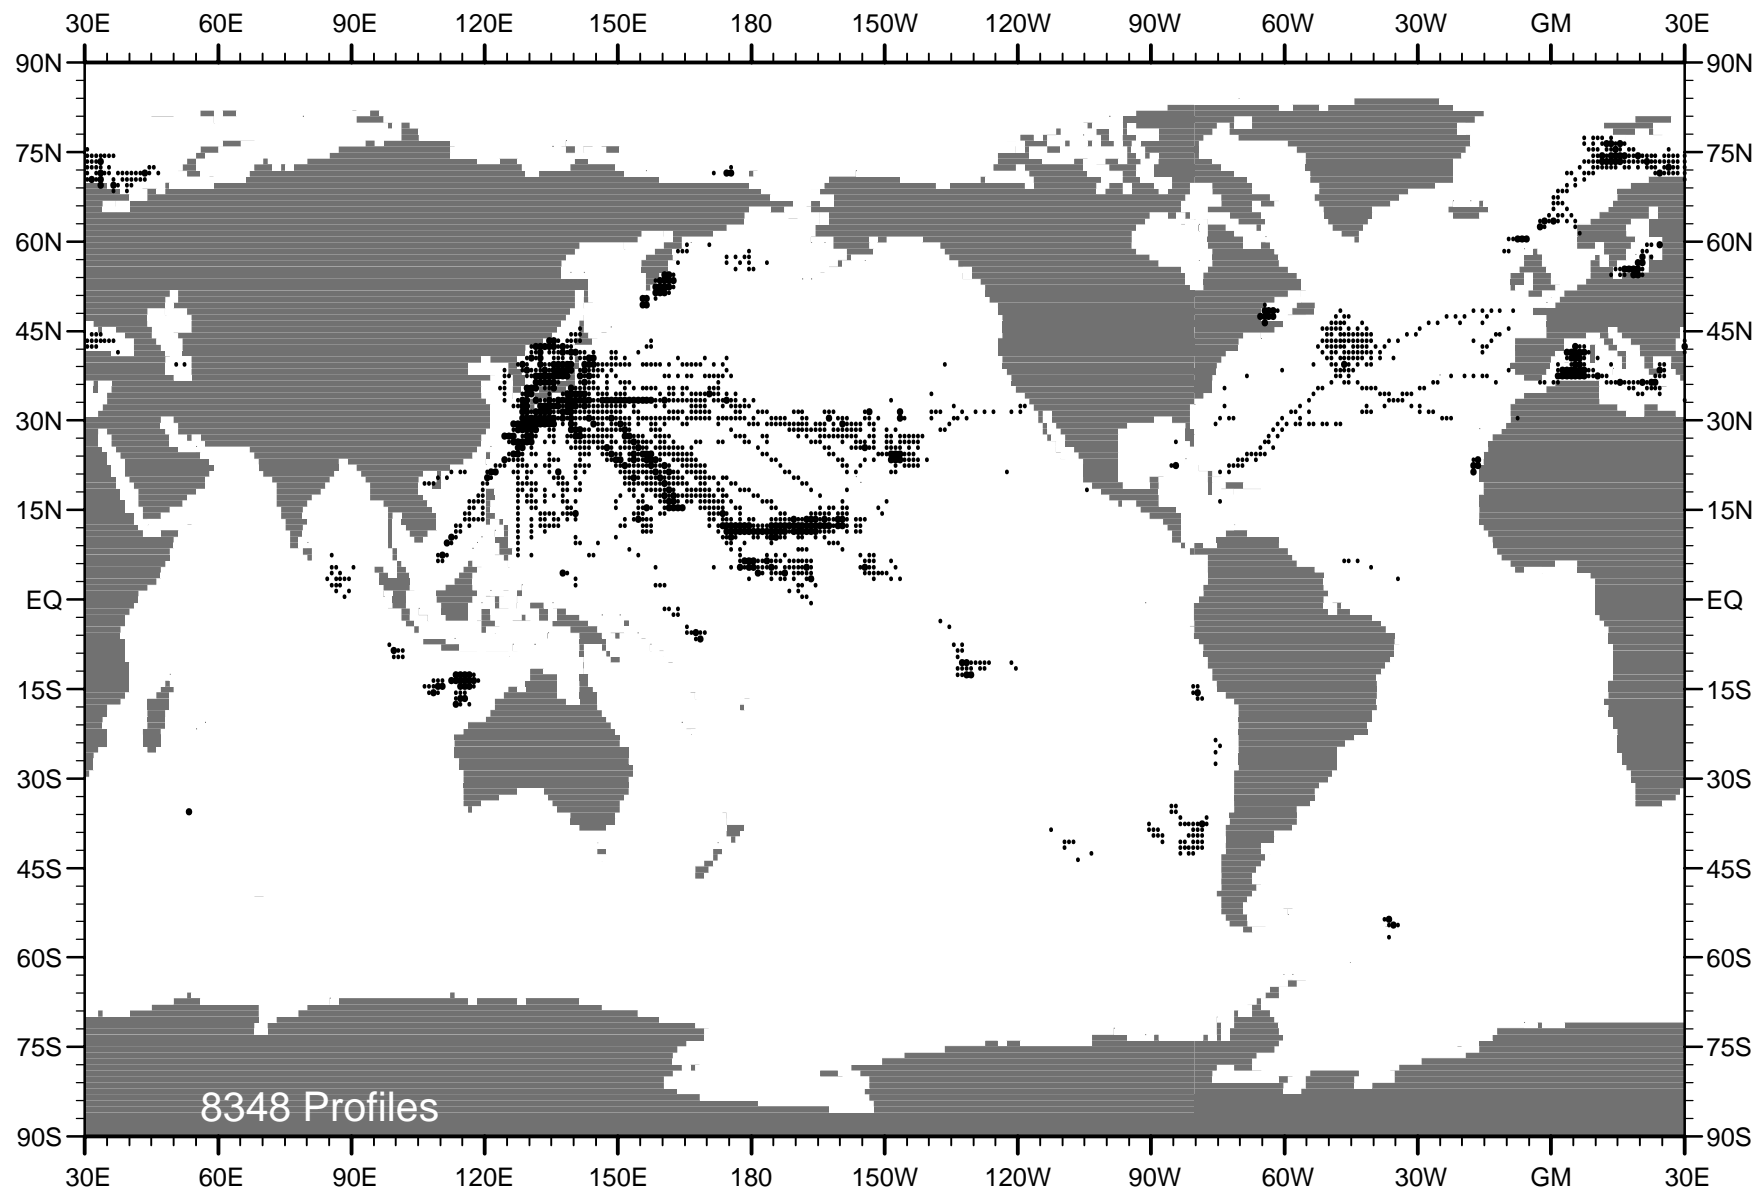 30E 60E 90E 120E 150E 180 150W 120W 90W 60W 30W GM 30E
90N 90N
75N 75N
60N 60N
45N 45N
30N 30N
15N 15N
EQ EQ
15S 15S
30S 30S
45S 45S
60S 60S
75S 75S
8348 Profiles
90S 90S
30E 60E 90E 120E 150E 180 150W 120W 90W 60W 30W GM 30E